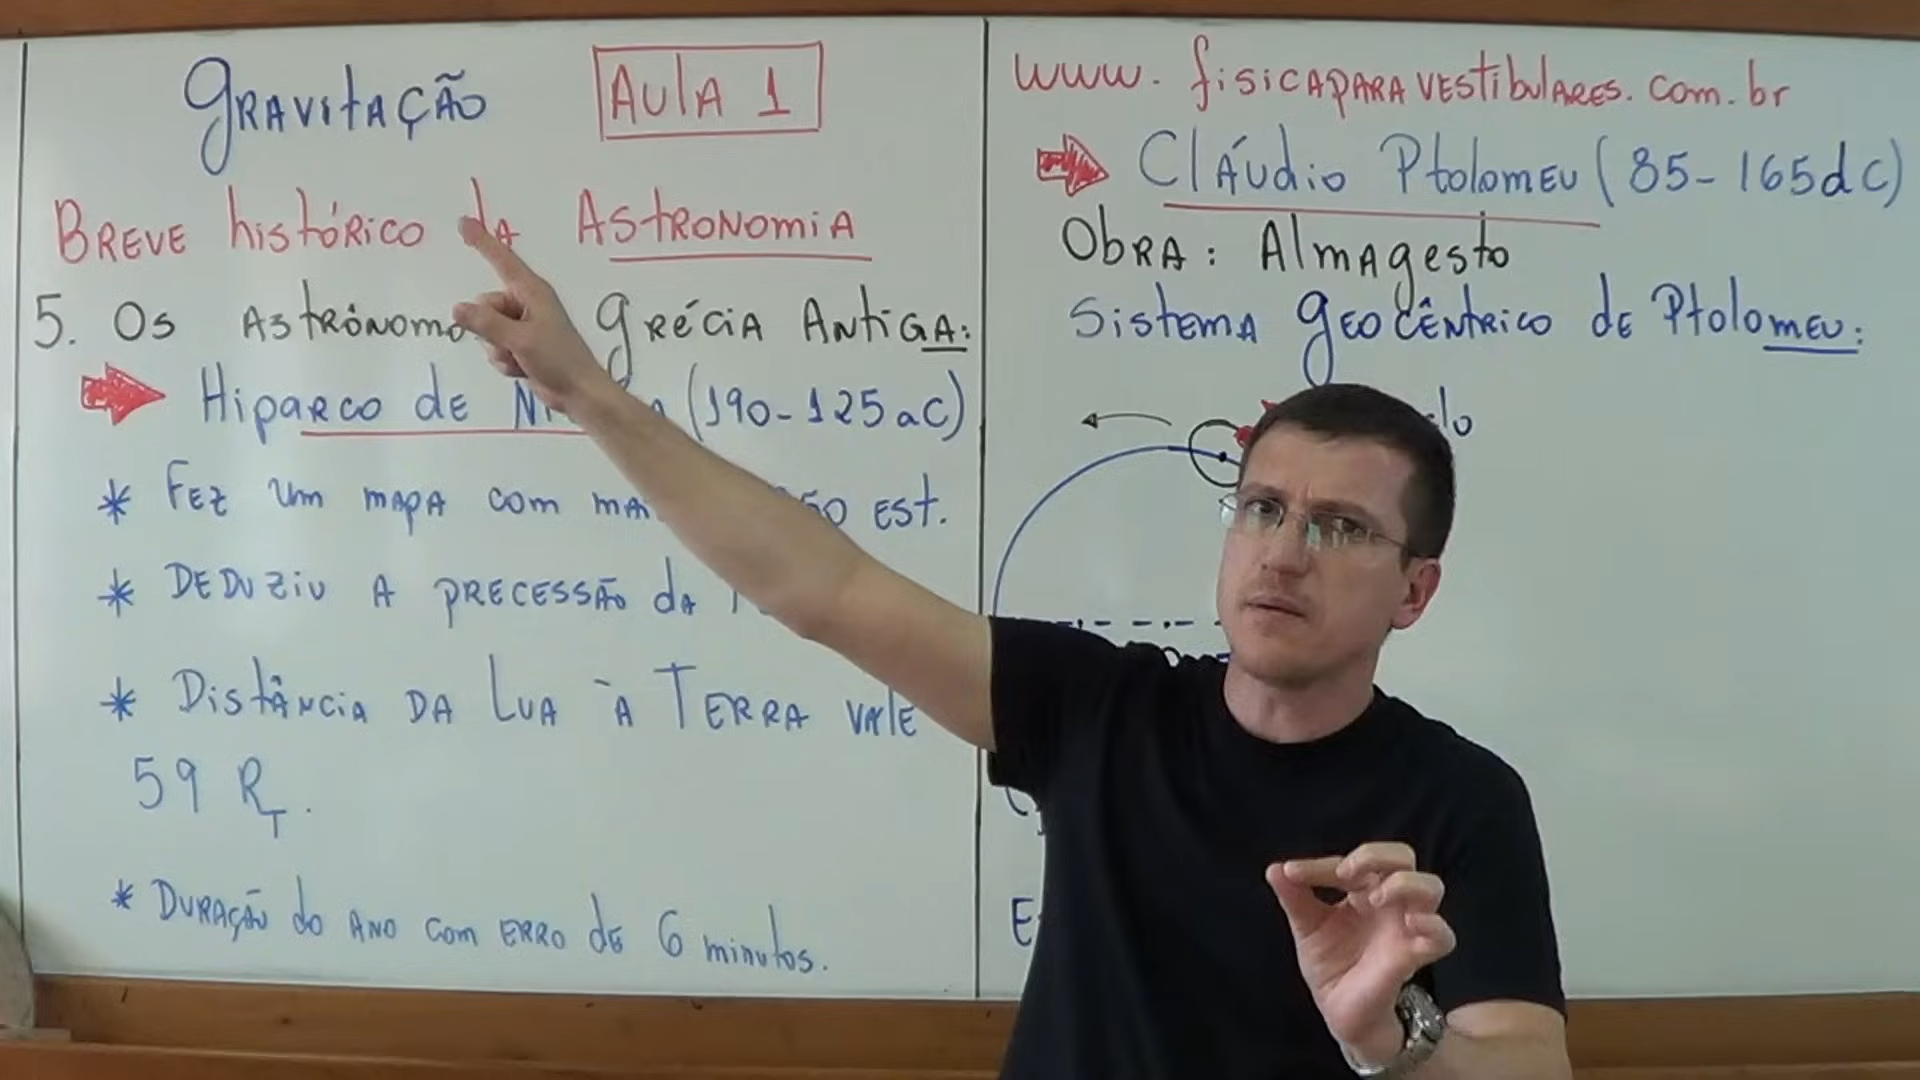 Gravitação
Aula 1
Breve histórico da Astronomia
5. Os Astrônomo Grécia Antiga:
Hiparco de (190-125 aC)
* Fez um mapa com est.
* Deduziu a precessão da
* Distância da Lua à Terra vale
59 RT.
* Duração do ano com erro de 6 minutos.
www.fisicaparavestibulares.com.br
Cláudio Ptolomeu (85-165dC)
Obra: Almagesto
Sistema Geocêntrico de Ptolomeu: